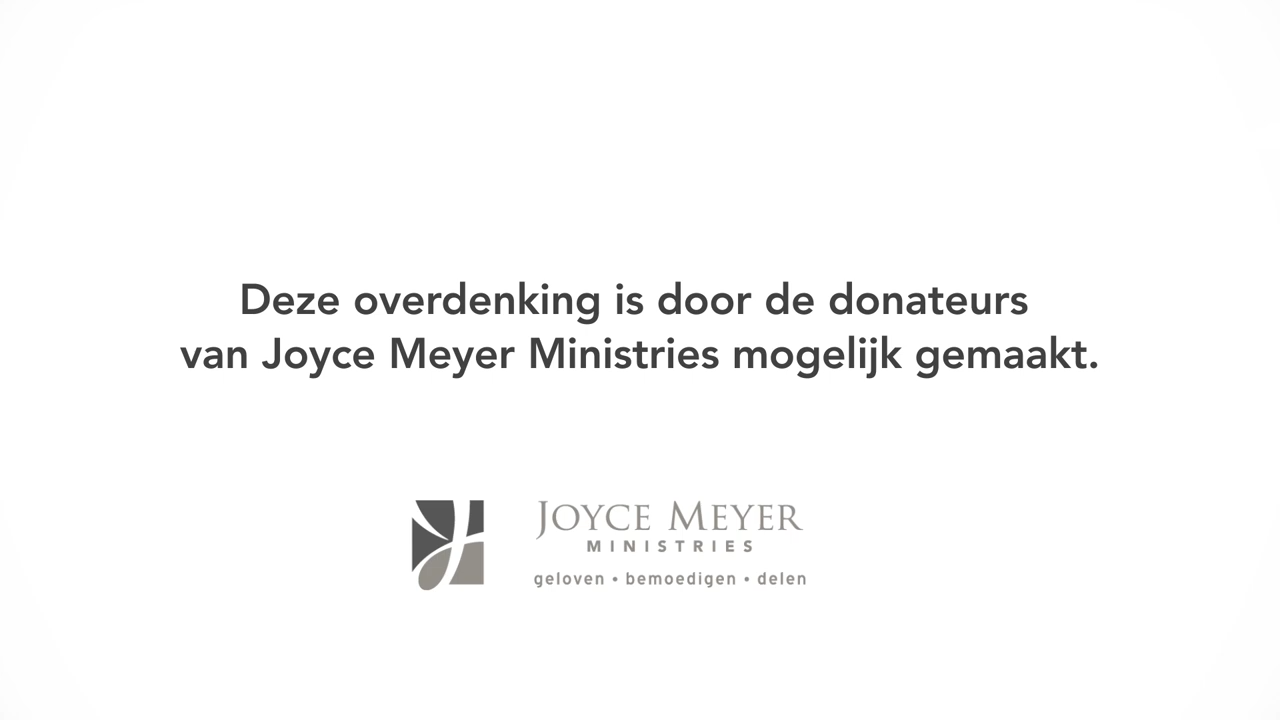 Deze overdenking is door de donateurs
van Joyce Meyer Ministries mogelijk gemaakt.
JOYCE MEYER
MINISTRIES
geloven • bemoedigen • delen